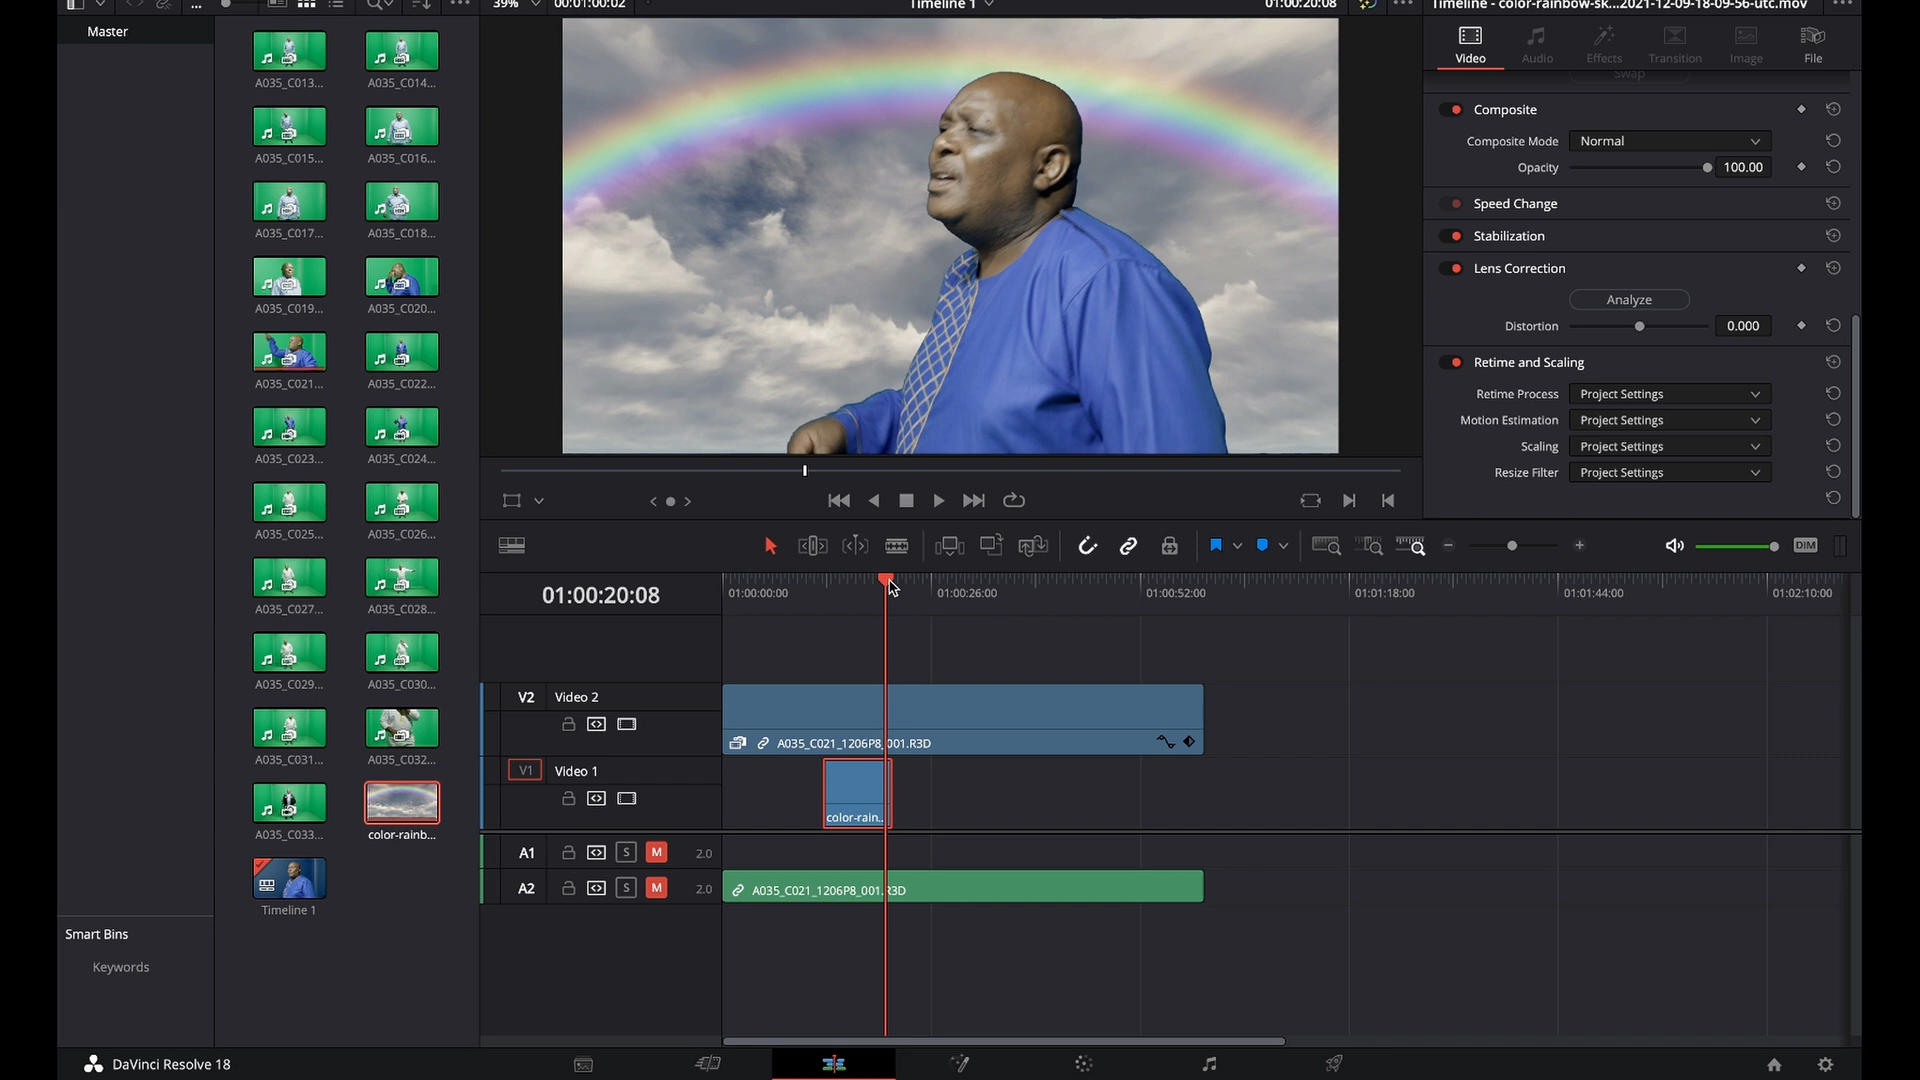 39%
00:01:00:02
Timeline 1
01:00:20:08
Timeline - color-rainbow-sk...2021-12-09-18-09-56-utc.mov
Master
A035_C013...
A035_C014...
A035_C015...
A035_C016...
A035_C017...
A035_C018...
A035_C019...
A035_C020...
A035_C021...
A035_C022...
A035_C023...
A035_C024...
A035_C025...
A035_C026...
A035_C027...
A035_C028...
A035_C029...
A035_C030...
A035_C031...
A035_C032...
A035_C033...
color-rainb...
Timeline 1
Smart Bins
Keywords
Video
Audio
Effects
Transition
Image
File
Swap
Composite
Composite Mode
Normal
Opacity
100.00
Speed Change
Stabilization
Lens Correction
Analyze
Distortion
0.000
Retime and Scaling
Retime Process
Project Settings
Motion Estimation
Project Settings
Scaling
Project Settings
Resize Filter
Project Settings
DIM
01:00:20:08
01:00:00:00
01:00:26:00
01:00:52:00
01:01:18:00
01:01:44:00
01:02:10:00
V2
Video 2
A035_C021_1206P8_001.R3D
V1
Video 1
color-rain...
A1
S
M
2.0
A2
S
M
2.0
A035_C021_1206P8_001.R3D
DaVinci Resolve 18